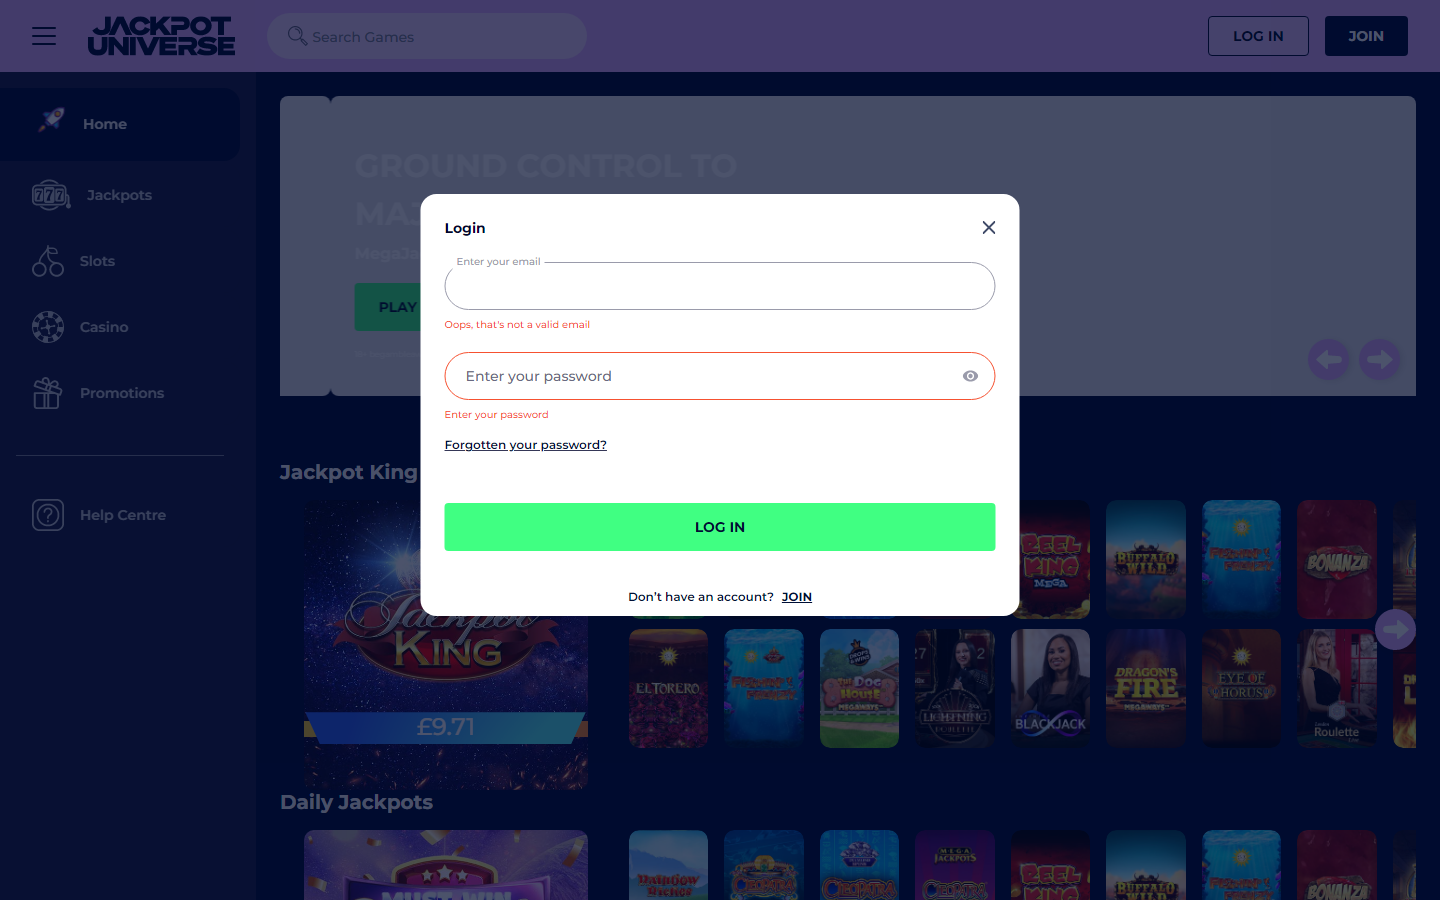 JACKPOT
UNIVERSE
Search Games
LOG IN
JOIN
Home
Jackpots
Slots
Casino
Promotions
Help Centre
GROUND CONTROL TO
PLAY
Login
Enter your email
Oops, that's not a valid email
Enter your password
Enter your password
Forgotten your password?
LOG IN
Don't have an account? JOIN
Jackpot King
Jackpot
KING
£9.71
REEL
KING
MEGA
BUFFALO
WILD
BONANZA
EL TORERO
THE DOG
HOUSE
MEGAWAYS
LIGHTNING
ROULETTE
BLACKJACK
DRAGON'S
FIRE
MEGAWAYS
EYE OF
HORUS
Roulette
Daily Jackpots
MUST WIN
RAINBOW
RICHES
CLEOPATRA
MEGA
JACKPOTS
CLEOPATRA
REEL
KING
BUFFALO
WILD
BONANZA